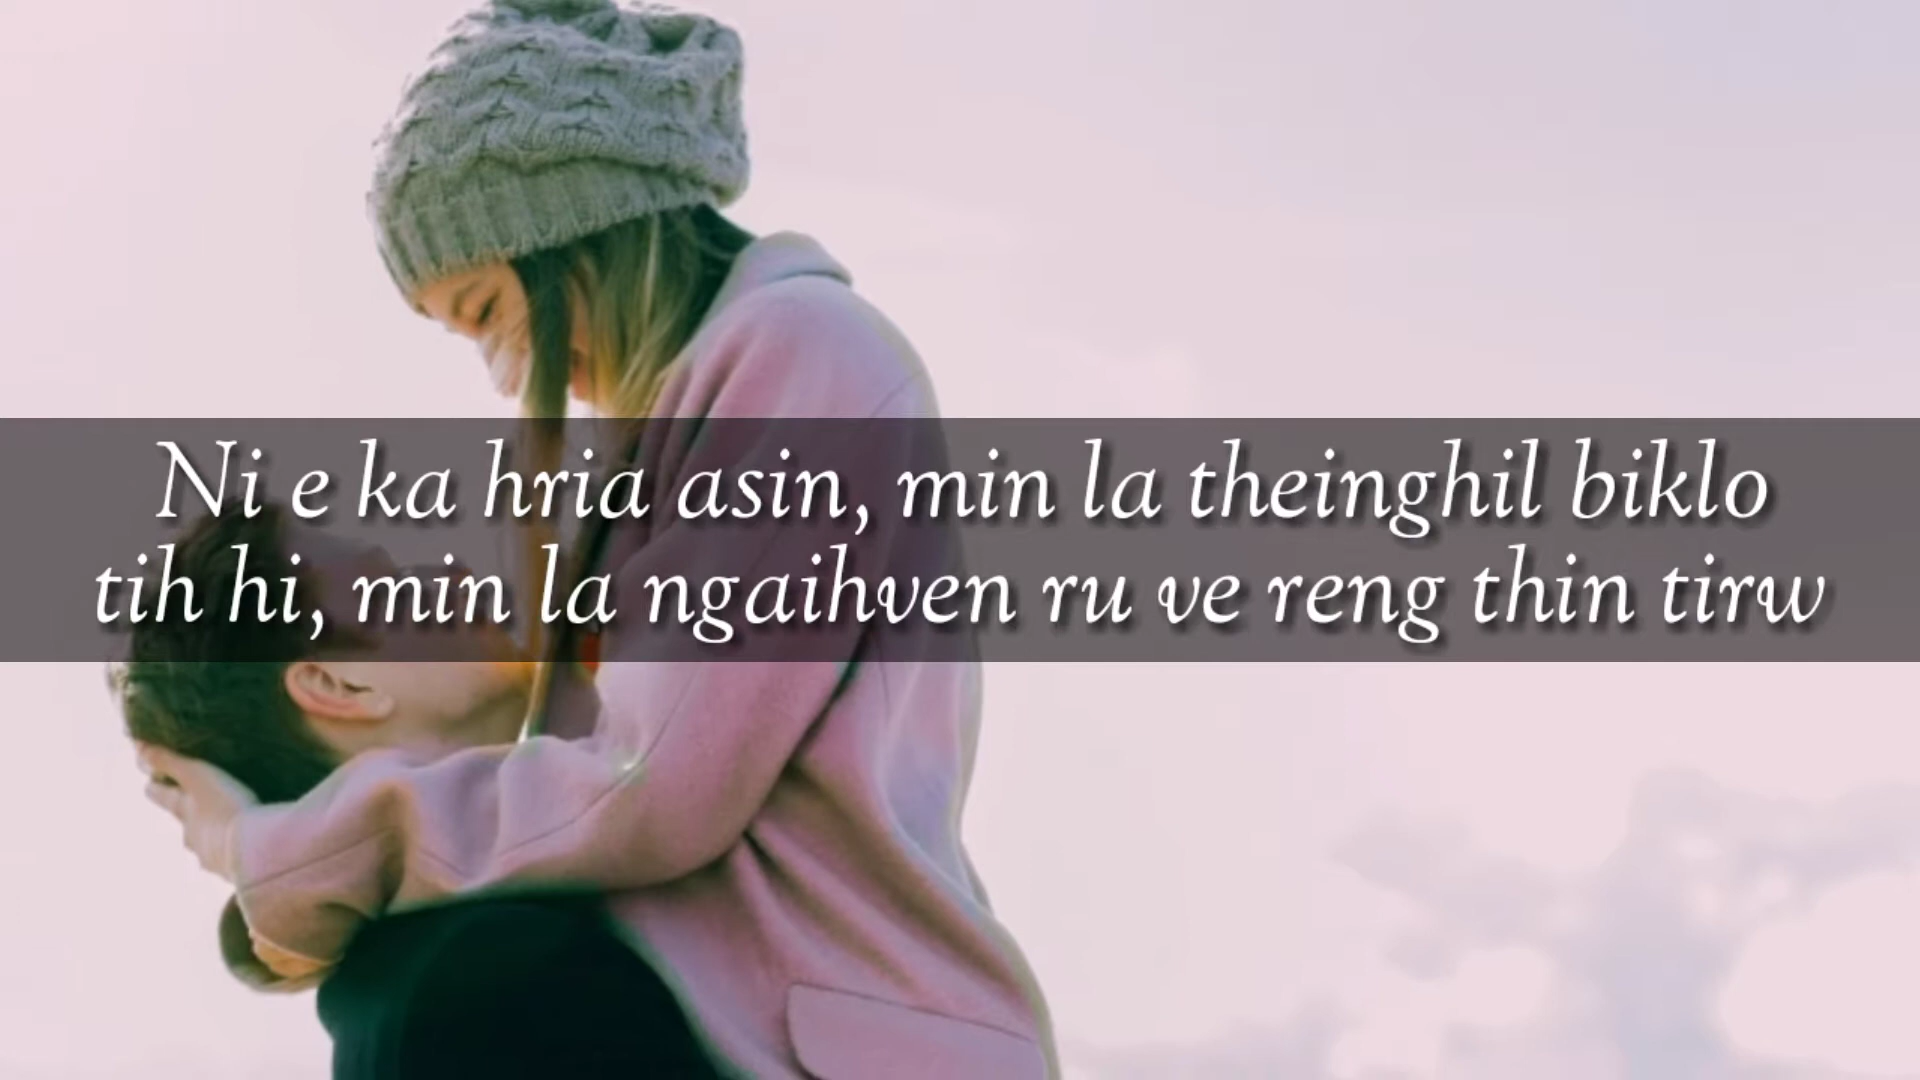 Ni e ka hria asin, min la theinghil biklo
tih hi, min la ngaihven ru ve reng thin tirw